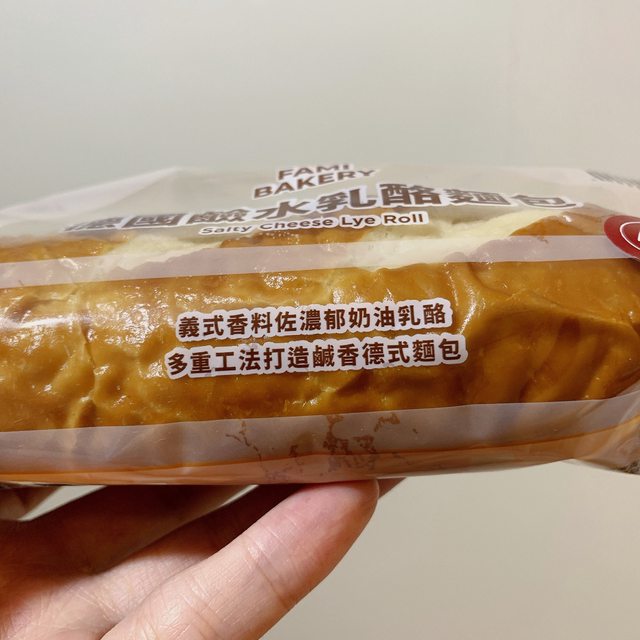 FAMI
BAKERY
德國鹼水乳酪麵包
Salty Cheese Lye Roll
義式香料佐濃郁奶油乳酪
多重工法打造鹹香德式麵包